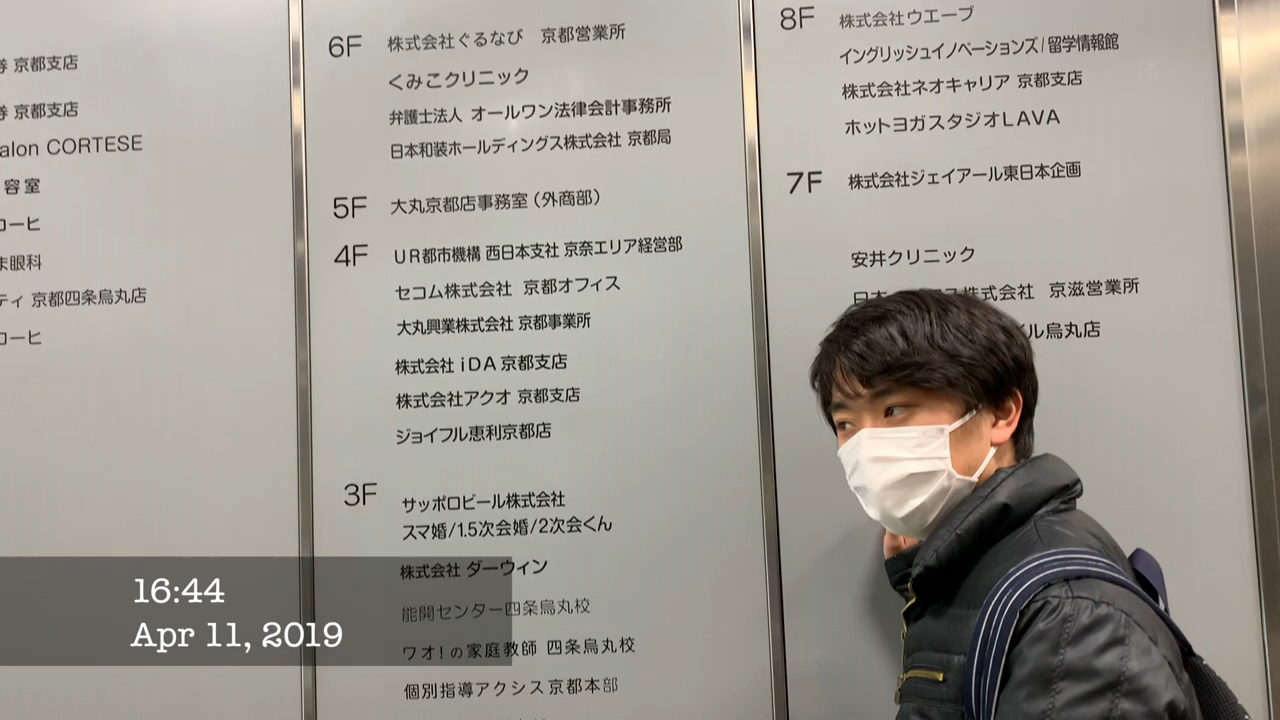 京都支店
京都支店
alon CORTESE
容室
コーヒ
眼科
ティ 京都四条烏丸店
コーヒ
6F 株式会社ぐるなび 京都営業所
くみこクリニック
弁護士法人 オールワン法律会計事務所
日本和装ホールディングス株式会社 京都局
5F 大丸京都店事務室（外商部）
4F UR都市機構 西日本支社 京奈エリア経営部
セコム株式会社 京都オフィス
大丸興業株式会社 京都事業所
株式会社 iDA 京都支店
株式会社アクオ 京都支店
ジョイフル恵利京都店
3F サッポロビール株式会社
スマ婚/1.5次会婚/2次会くん
株式会社 ダーウィン
能開センター四条烏丸校
ワオ!の家庭教師 四条烏丸校
個別指導アクシス京都本部
8F 株式会社ウエーブ
イングリッシュイノベーションズ/留学情報館
株式会社ネオキャリア 京都支店
ホットヨガスタジオLAVA
7F 株式会社ジェイアール東日本企画
安井クリニック
日本 株式会社 京滋営業所
ル烏丸店
16:44
Apr 11, 2019